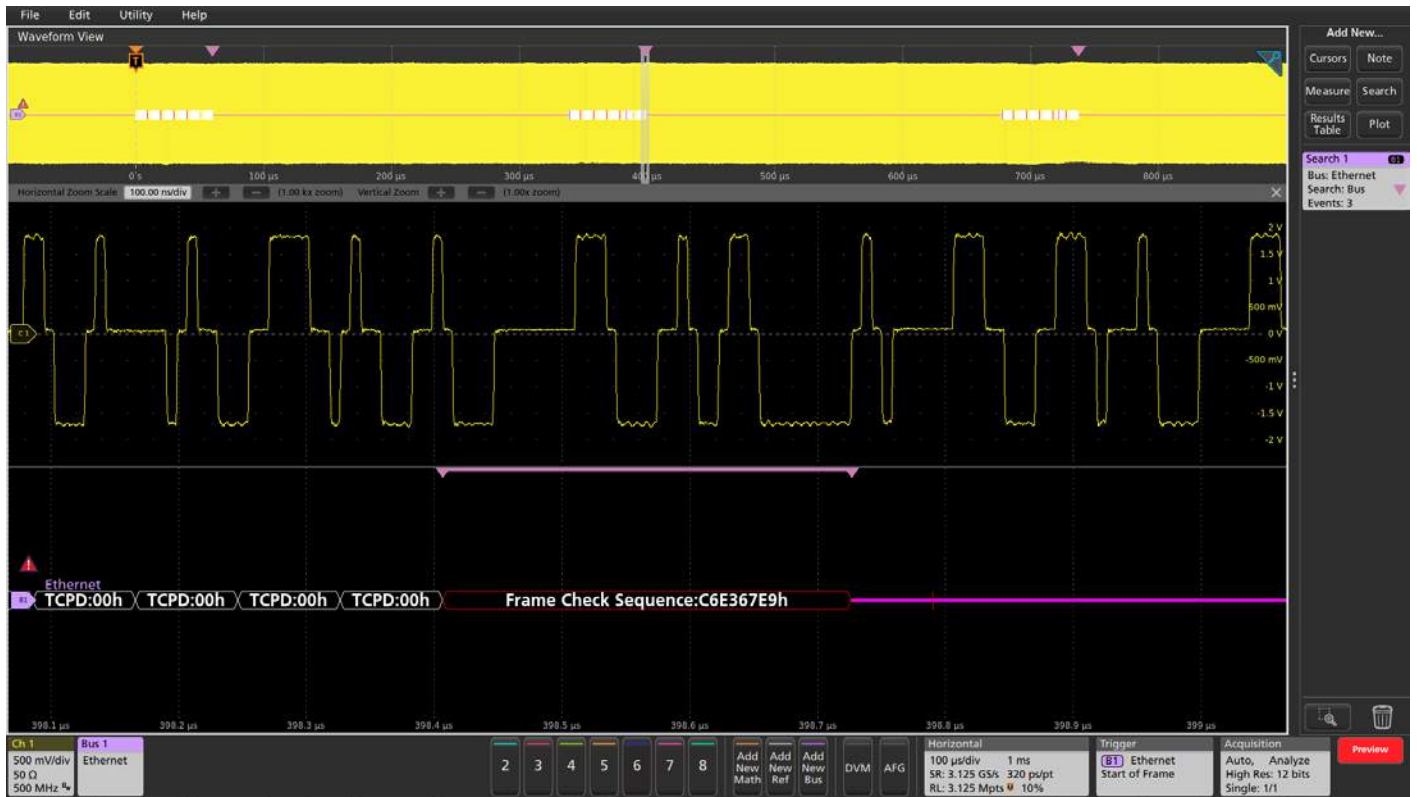 File Edit Utility Help
Waveform View
Add New...
Cursors Note
Measure Search
Results Table Plot
Search 1 B1
Bus: Ethernet
Search: Bus
Events: 3
T
B1
0 s 100 µs 200 µs 300 µs 400 µs 500 µs 600 µs 700 µs 800 µs
Horizontal Zoom Scale 100.00 ns/div + − (1.00 kx zoom) Vertical Zoom + − (1.00x zoom) ×
2 V
1.5 V
1 V
500 mV
C1 0 V
-500 mV
-1 V
-1.5 V
-2 V
Ethernet
B1 TCPD:00h TCPD:00h TCPD:00h TCPD:00h Frame Check Sequence:C6E367E9h
398.1 µs 398.2 µs 398.3 µs 398.4 µs 398.5 µs 398.6 µs 398.7 µs 398.8 µs 398.9 µs 399 µs
Ch 1
500 mV/div
50 Ω
500 MHz
Bus 1
Ethernet
2 3 4 5 6 7 8
Add New Math
Add New Ref
Add New Bus
DVM AFG
Horizontal
100 µs/div 1 ms
SR: 3.125 GS/s 320 ps/pt
RL: 3.125 Mpts 10%
Trigger
B1 Ethernet
Start of Frame
Acquisition
Auto, Analyze
High Res: 12 bits
Single: 1/1
Preview